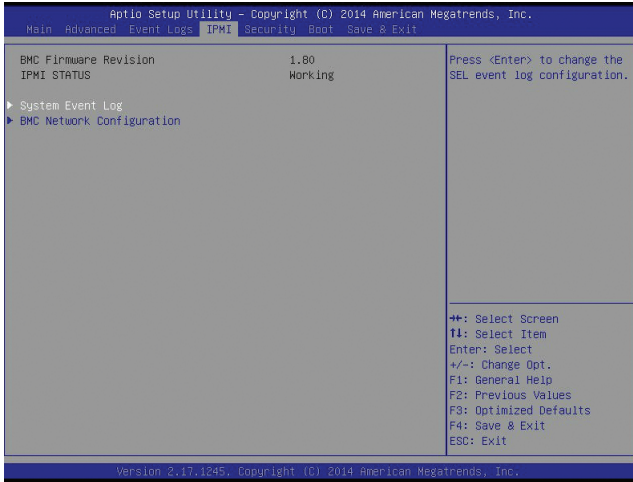 Aptio Setup Utility – Copyright (C) 2014 American Megatrends, Inc.
Main Advanced Event Logs IPMI Security Boot Save & Exit
BMC Firmware Revision 1.80
IPMI STATUS Working
System Event Log
BMC Network Configuration
Press <Enter> to change the
SEL event log configuration.
→←: Select Screen
↑↓: Select Item
Enter: Select
+/-: Change Opt.
F1: General Help
F2: Previous Values
F3: Optimized Defaults
F4: Save & Exit
ESC: Exit
Version 2.17.1245. Copyright (C) 2014 American Megatrends, Inc.